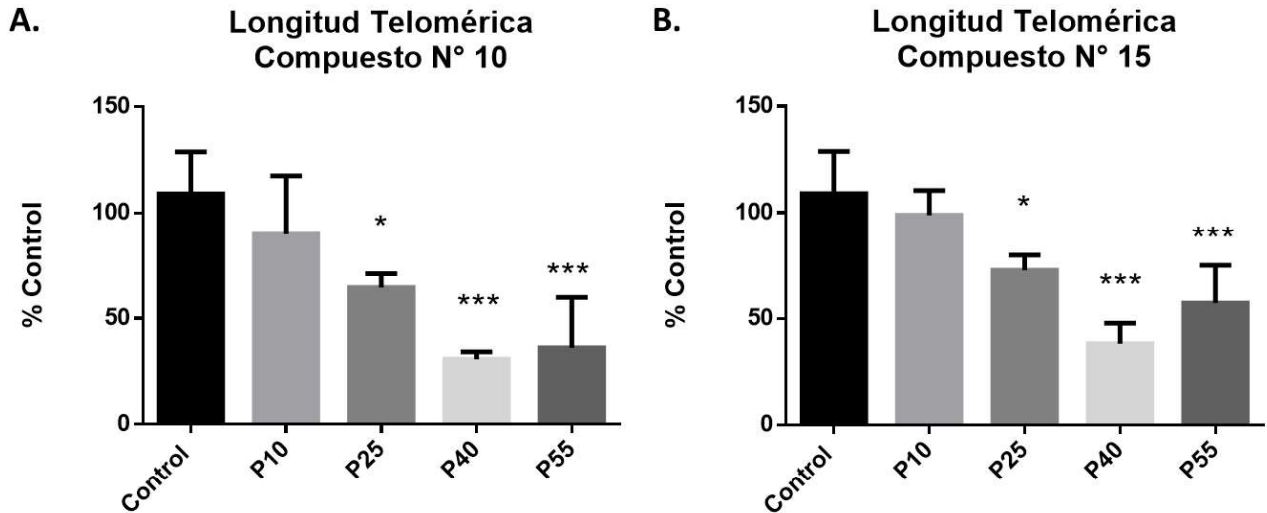 A.
Longitud Telomérica
Compuesto N° 10
% Control
150
100
50
0
*
***
***
Control
P10
P25
P40
P55
B.
Longitud Telomérica
Compuesto N° 15
% Control
150
100
50
0
*
***
***
Control
P10
P25
P40
P55